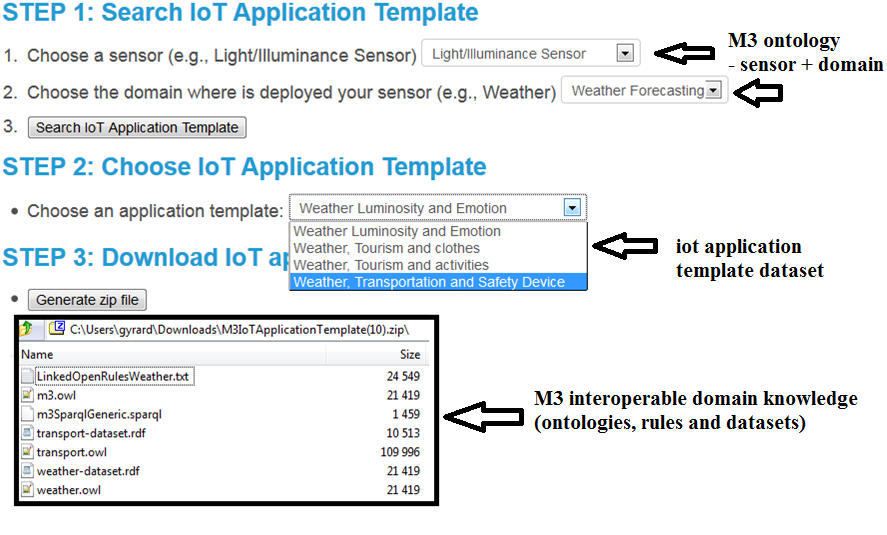 STEP 1: Search IoT Application Template
1. Choose a sensor (e.g., Light/Illuminance Sensor) Light/Illuminance Sensor
M3 ontology
- sensor + domain
2. Choose the domain where is deployed your sensor (e.g., Weather) Weather Forecasting
3. Search IoT Application Template
STEP 2: Choose IoT Application Template
• Choose an application template: Weather Luminosity and Emotion
Weather Luminosity and Emotion
Weather, Tourism and clothes
Weather, Tourism and activities
Weather, Transportation and Safety Device
iot application
template dataset
STEP 3: Download IoT ap
• Generate zip file
C:\Users\gyrard\Downloads\M3IoTApplicationTemplate(10).zip\
Name Size
LinkedOpenRulesWeather.txt 24 549
m3.owl 21 419
m3SparqlGeneric.sparql 1 459
transport-dataset.rdf 10 513
transport.owl 109 996
weather-dataset.rdf 21 419
weather.owl 21 419
M3 interoperable domain knowledge
(ontologies, rules and datasets)